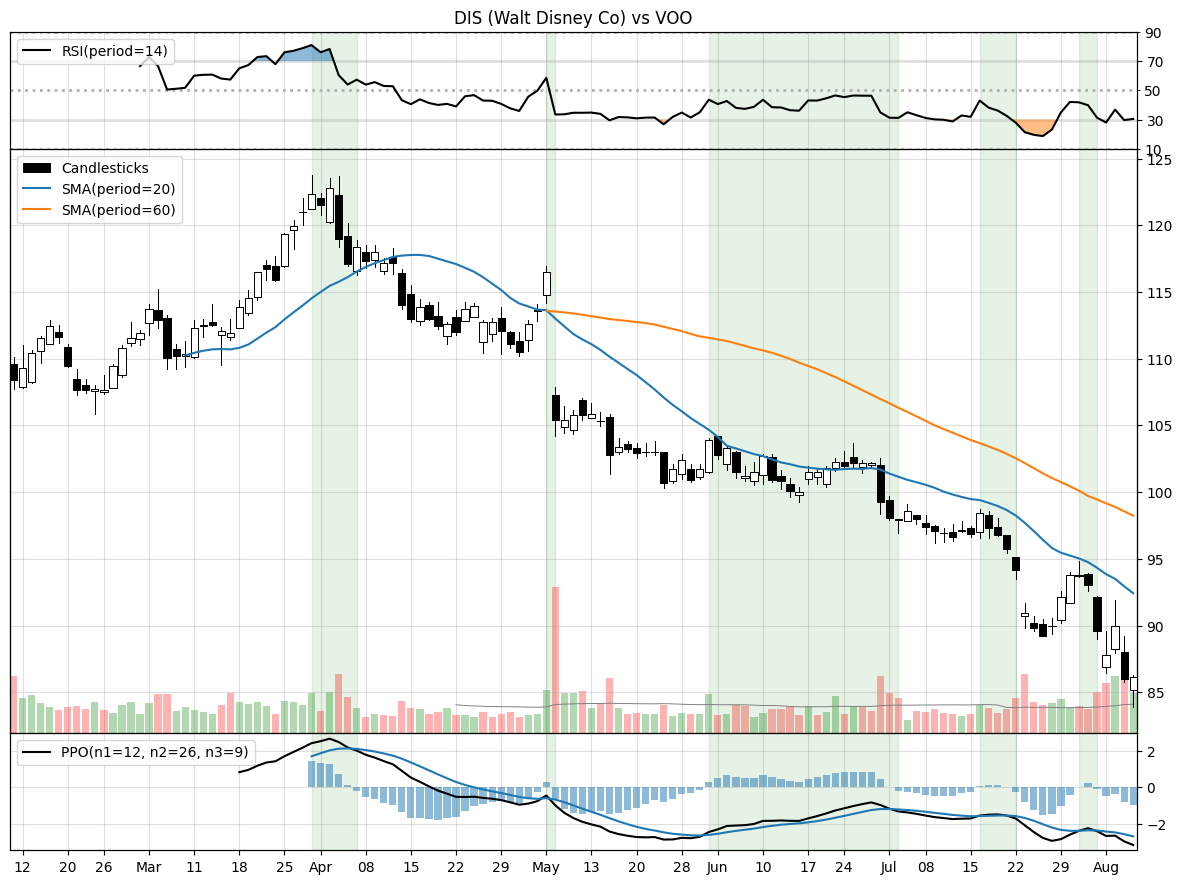 DIS (Walt Disney Co) vs VOO
RSI(period=14)
90
70
50
30
10
Candlesticks
SMA(period=20)
SMA(period=60)
125
120
115
110
105
100
95
90
85
PPO(n1=12, n2=26, n3=9)
2
0
−2
12 20 26 Mar 11 18 25 Apr 08 15 22 29 May 13 20 28 Jun 10 17 24 Jul 08 15 22 29 Aug